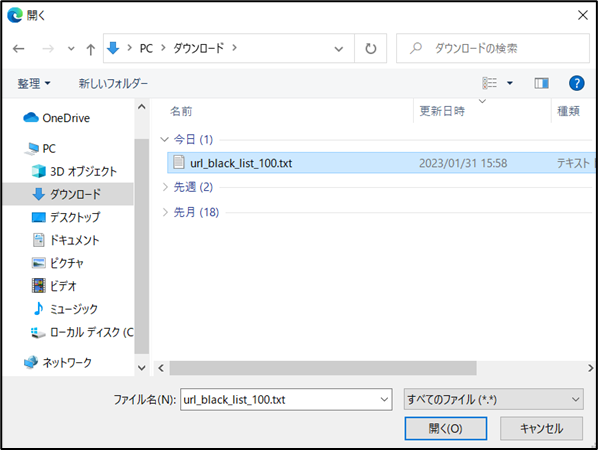 開く
PC › ダウンロード ›
ダウンロードの検索
整理
新しいフォルダー
名前
更新日時
種類
OneDrive
PC
3D オブジェクト
ダウンロード
デスクトップ
ドキュメント
ピクチャ
ビデオ
ミュージック
ローカル ディスク (C
ネットワーク
今日 (1)
url_black_list_100.txt
2023/01/31 15:58
テキスト
先週 (2)
先月 (18)
ファイル名(N):
url_black_list_100.txt
すべてのファイル (*.*)
開く(O)
キャンセル